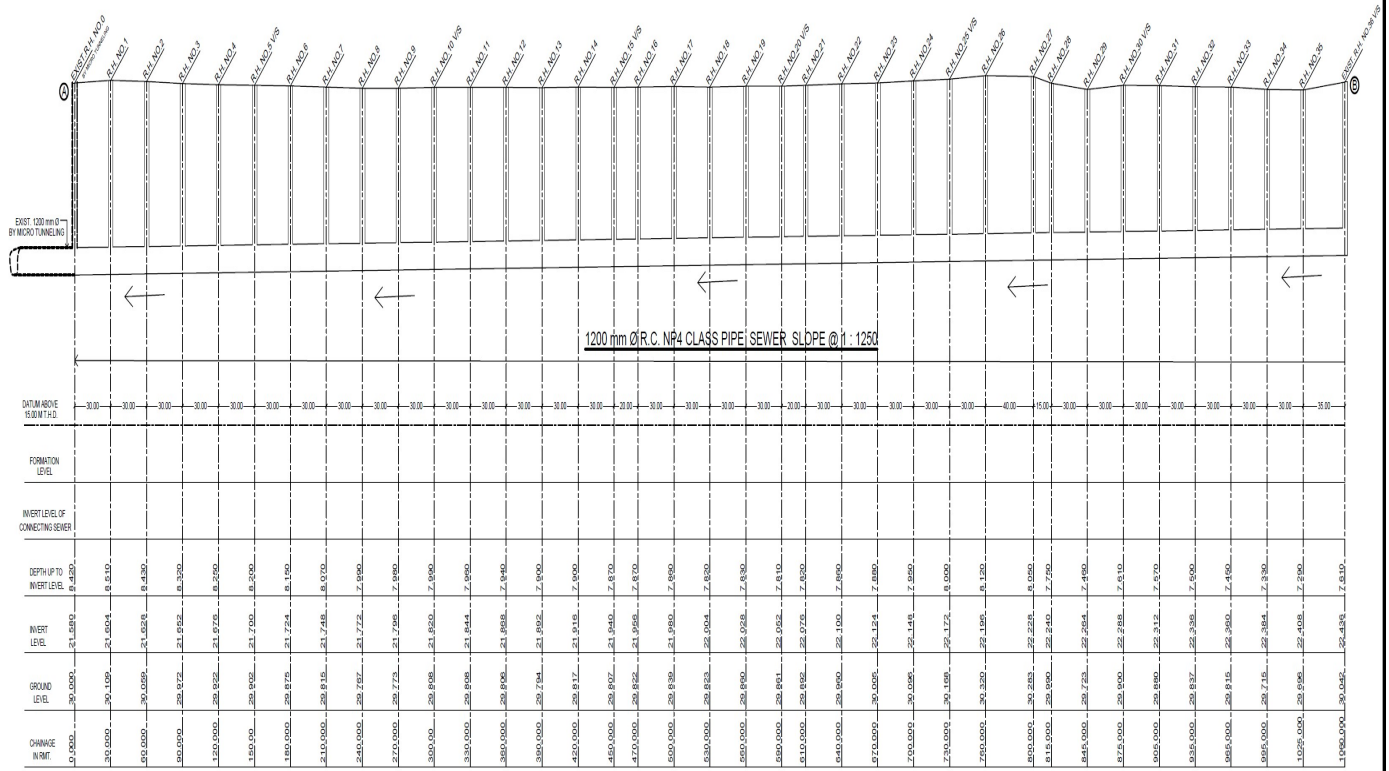 EXIST. R.H. NO.0
BY MICRO TUNNELING
R.H. NO.1
R.H. NO.2
R.H. NO.3
R.H. NO.4
R.H. NO.5 V/S
R.H. NO.6
R.H. NO.7
R.H. NO.8
R.H. NO.9
R.H. NO.10 V/S
R.H. NO.11
R.H. NO.12
R.H. NO.13
R.H. NO.14
R.H. NO.15 V/S
R.H. NO.16
R.H. NO.17
R.H. NO.18
R.H. NO.19
R.H. NO.20 V/S
R.H. NO.21
R.H. NO.22
R.H. NO.23
R.H. NO.24
R.H. NO.25 V/S
R.H. NO.26
R.H. NO.27
R.H. NO.28
R.H. NO.29
R.H. NO.30 V/S
R.H. NO.31
R.H. NO.32
R.H. NO.33
R.H. NO.34
R.H. NO.35
EXIST. R.H. NO.36 V/S
A
B
EXIST. 1200 mm Ø
BY MICRO TUNNELING
1200 mm Ø R.C. NP4 CLASS PIPE SEWER SLOPE @ 1 : 1250
DATUM ABOVE
15.00 M T.H.D.
30.00 30.00 30.00 30.00 30.00 30.00 30.00 30.00 30.00 30.00 30.00 30.00 30.00 30.00 30.00 20.00 30.00 30.00 30.00 30.00 20.00 30.00 30.00 30.00 30.00 30.00 40.00 15.00 30.00 30.00 30.00 30.00 30.00 30.00 30.00 35.00
FORMATION
LEVEL
INVERT LEVEL OF
CONNECTING SEWER
DEPTH UP TO
INVERT LEVEL
8.420 8.510 8.430 8.320 8.250 8.200 8.150 8.070 7.990 7.980 7.990 7.960 7.940 7.900 7.900 7.870 7.870 7.860 7.820 7.830 7.810 7.820 7.860 7.880 7.950 8.000 8.120 8.050 7.750 7.460 7.610 7.570 7.500 7.450 7.330 7.290 7.610
INVERT
LEVEL
21.580 21.604 21.628 21.652 21.676 21.700 21.724 21.748 21.772 21.796 21.820 21.844 21.868 21.892 21.916 21.940 21.956 21.980 22.004 22.028 22.052 22.076 22.100 22.124 22.148 22.172 22.196 22.228 22.240 22.264 22.288 22.312 22.336 22.360 22.384 22.408 22.436
GROUND
LEVEL
30.000 30.109 30.059 29.972 29.922 29.902 29.875 29.815 29.767 29.773 29.808 29.808 29.806 29.794 29.817 29.807 29.822 29.839 29.823 29.860 29.861 29.892 29.960 30.005 30.096 30.168 30.320 30.283 29.990 29.723 29.900 29.880 29.837 29.815 29.715 29.696 30.042
CHAINAGE
IN RMT.
0.000 30.000 60.000 90.000 120.000 150.00 180.000 210.000 240.000 270.000 300.00 330.000 360.000 390.000 420.000 450.000 470.000 500.000 530.000 560.000 590.000 610.000 640.000 670.000 700.000 730.000 760.000 800.000 815.000 845.000 875.000 905.000 935.000 965.000 995.000 1025.000 1060.000